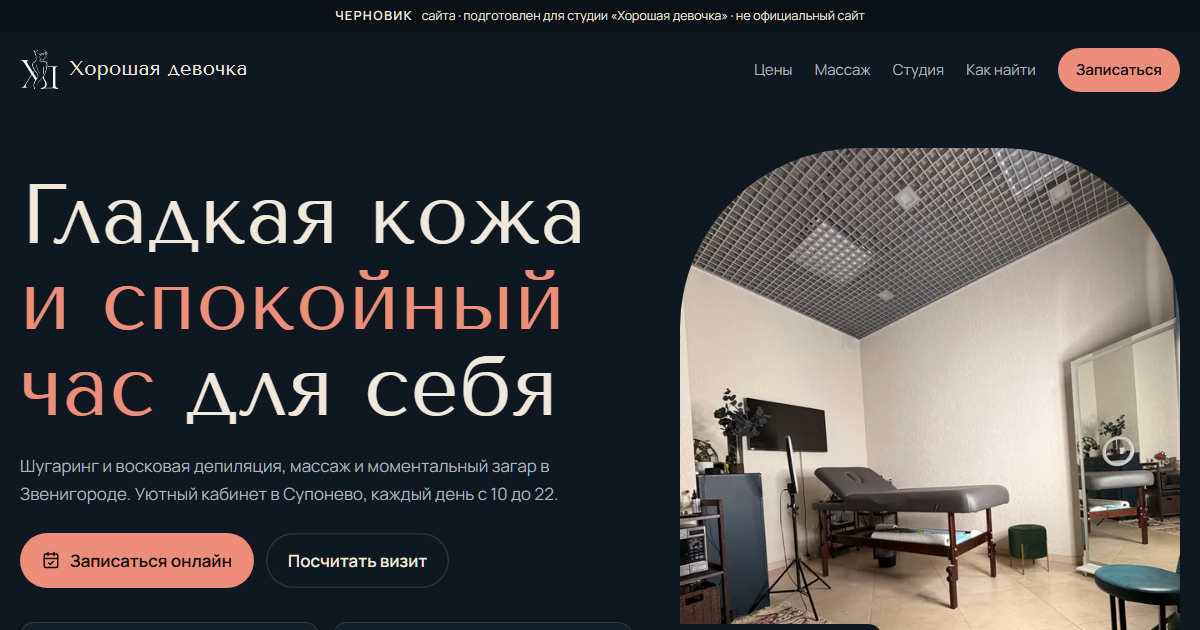 ЧЕРНОВИК сайта · подготовлен для студии «Хорошая девочка» · не официальный сайт
ХД Хорошая девочка
Цены Массаж Студия Как найти Записаться
Гладкая кожа
и спокойный
час для себя
Шугаринг и восковая депиляция, массаж и моментальный загар в
Звенигороде. Уютный кабинет в Супонево, каждый день с 10 до 22.
Записаться онлайн Посчитать визит